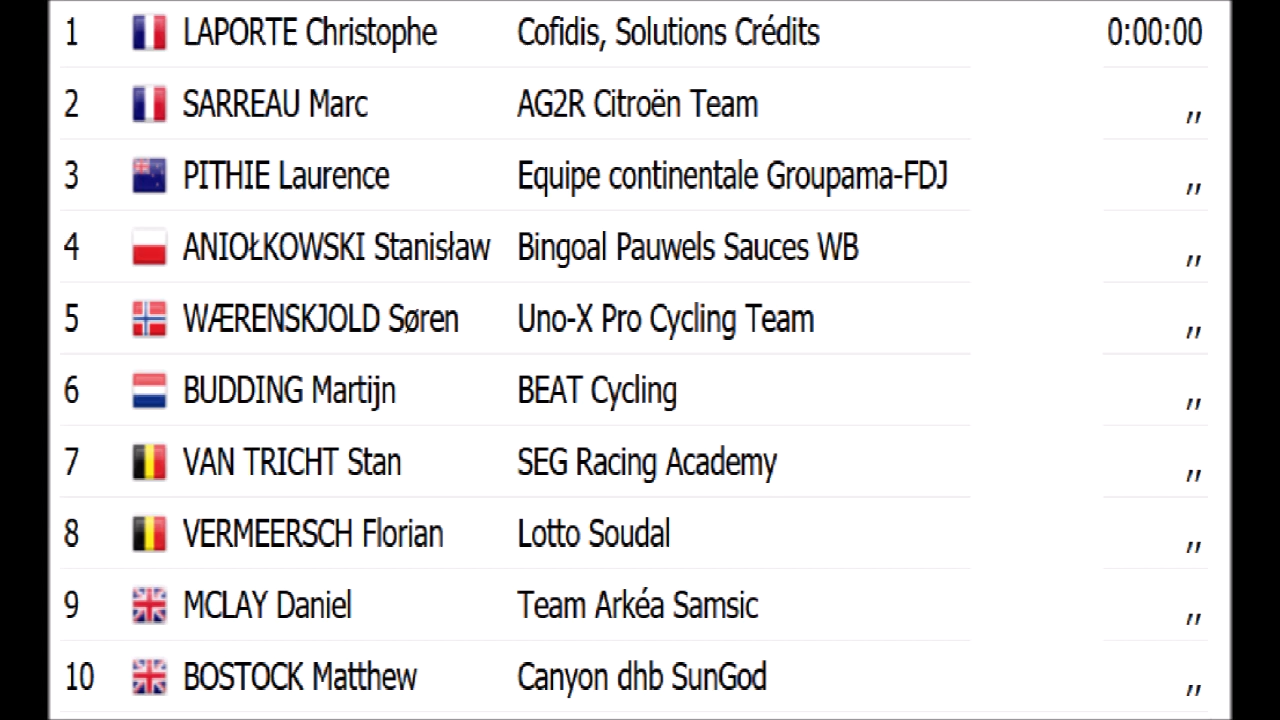 1 LAPORTE Christophe Cofidis, Solutions Crédits 0:00:00
2 SARREAU Marc AG2R Citroën Team ,,
3 PITHIE Laurence Equipe continentale Groupama-FDJ ,,
4 ANIOŁKOWSKI Stanisław Bingoal Pauwels Sauces WB ,,
5 WÆRENSKJOLD Søren Uno-X Pro Cycling Team ,,
6 BUDDING Martijn BEAT Cycling ,,
7 VAN TRICHT Stan SEG Racing Academy ,,
8 VERMEERSCH Florian Lotto Soudal ,,
9 MCLAY Daniel Team Arkéa Samsic ,,
10 BOSTOCK Matthew Canyon dhb SunGod ,,